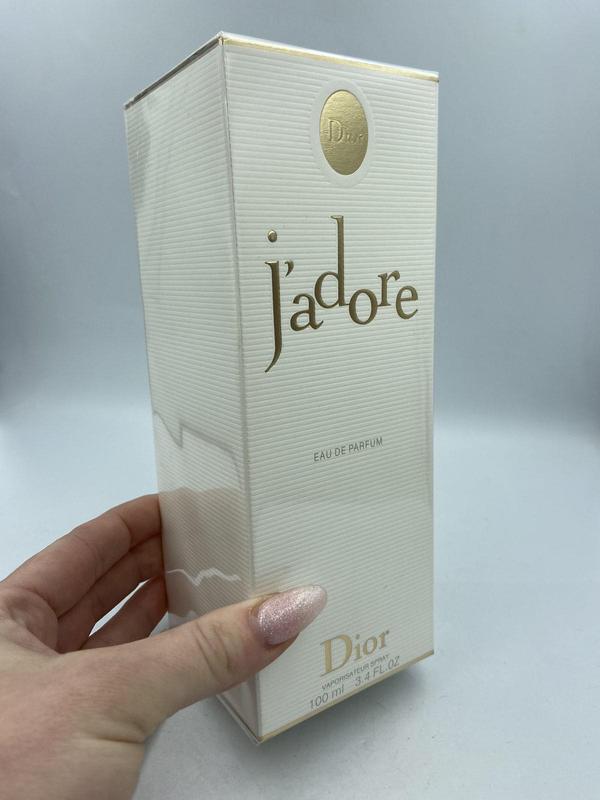 Dior
j'adore
EAU DE PARFUM
Dior
VAPORISATEUR SPRAY
100 ml - 3.4 FL.OZ